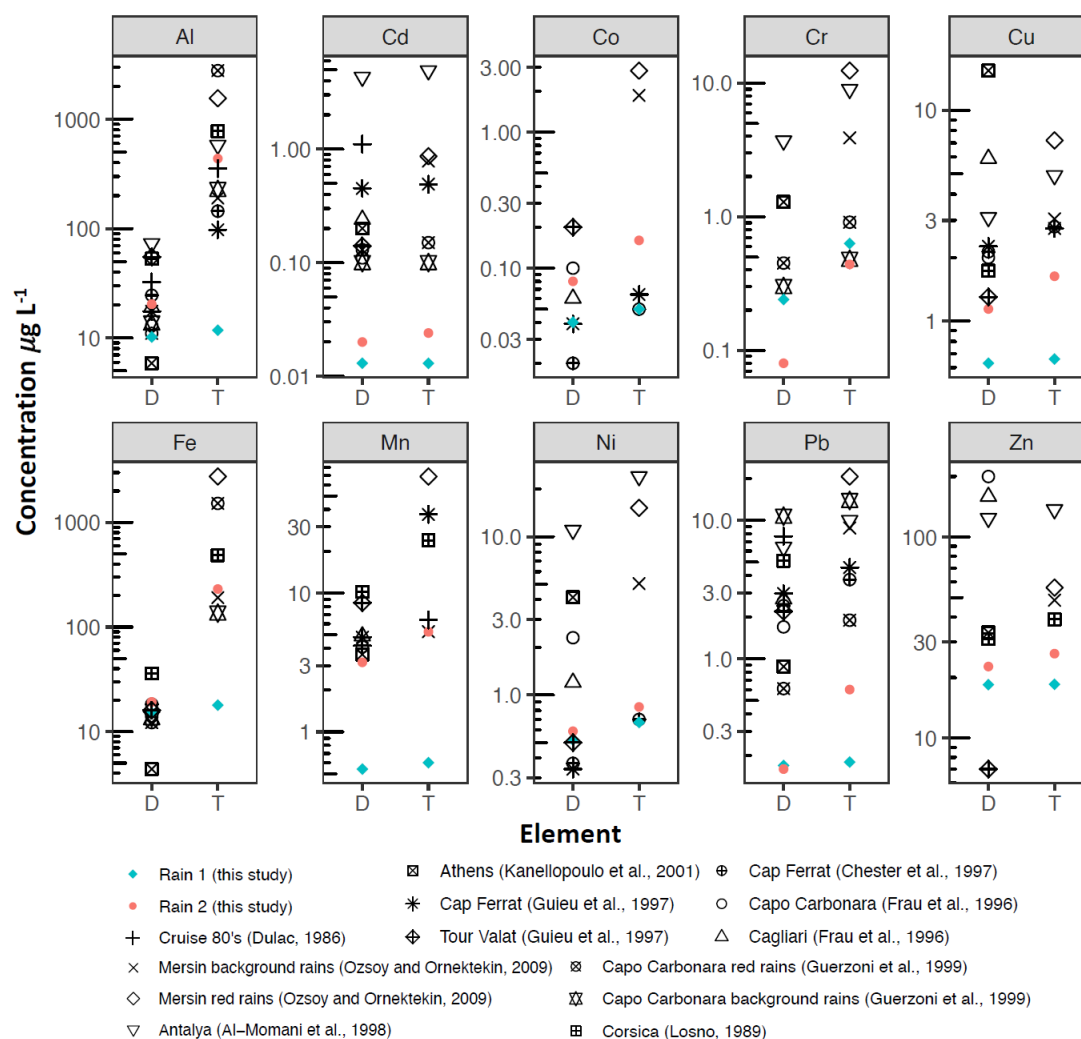 Al Cd Co Cr Cu
1000
100
10
1.00
0.10
0.01
3.00
1.00
0.30
0.10
0.03
10.0
1.0
0.1
10
3
1
D T D T D T D T D T
Concentration µg L-1
Fe Mn Ni Pb Zn
1000
100
10
30
10
3
1
10.0
3.0
1.0
0.3
10.0
3.0
1.0
0.3
100
30
10
D T D T D T D T D T
Element
Rain 1 (this study)
Rain 2 (this study)
Cruise 80's (Dulac, 1986)
Mersin background rains (Ozsoy and Ornektekin, 2009)
Mersin red rains (Ozsoy and Ornektekin, 2009)
Antalya (Al–Momani et al., 1998)
Athens (Kanellopoulo et al., 2001)
Cap Ferrat (Guieu et al., 1997)
Tour Valat (Guieu et al., 1997)
Cap Ferrat (Chester et al., 1997)
Capo Carbonara (Frau et al., 1996)
Cagliari (Frau et al., 1996)
Capo Carbonara red rains (Guerzoni et al., 1999)
Capo Carbonara background rains (Guerzoni et al., 1999)
Corsica (Losno, 1989)